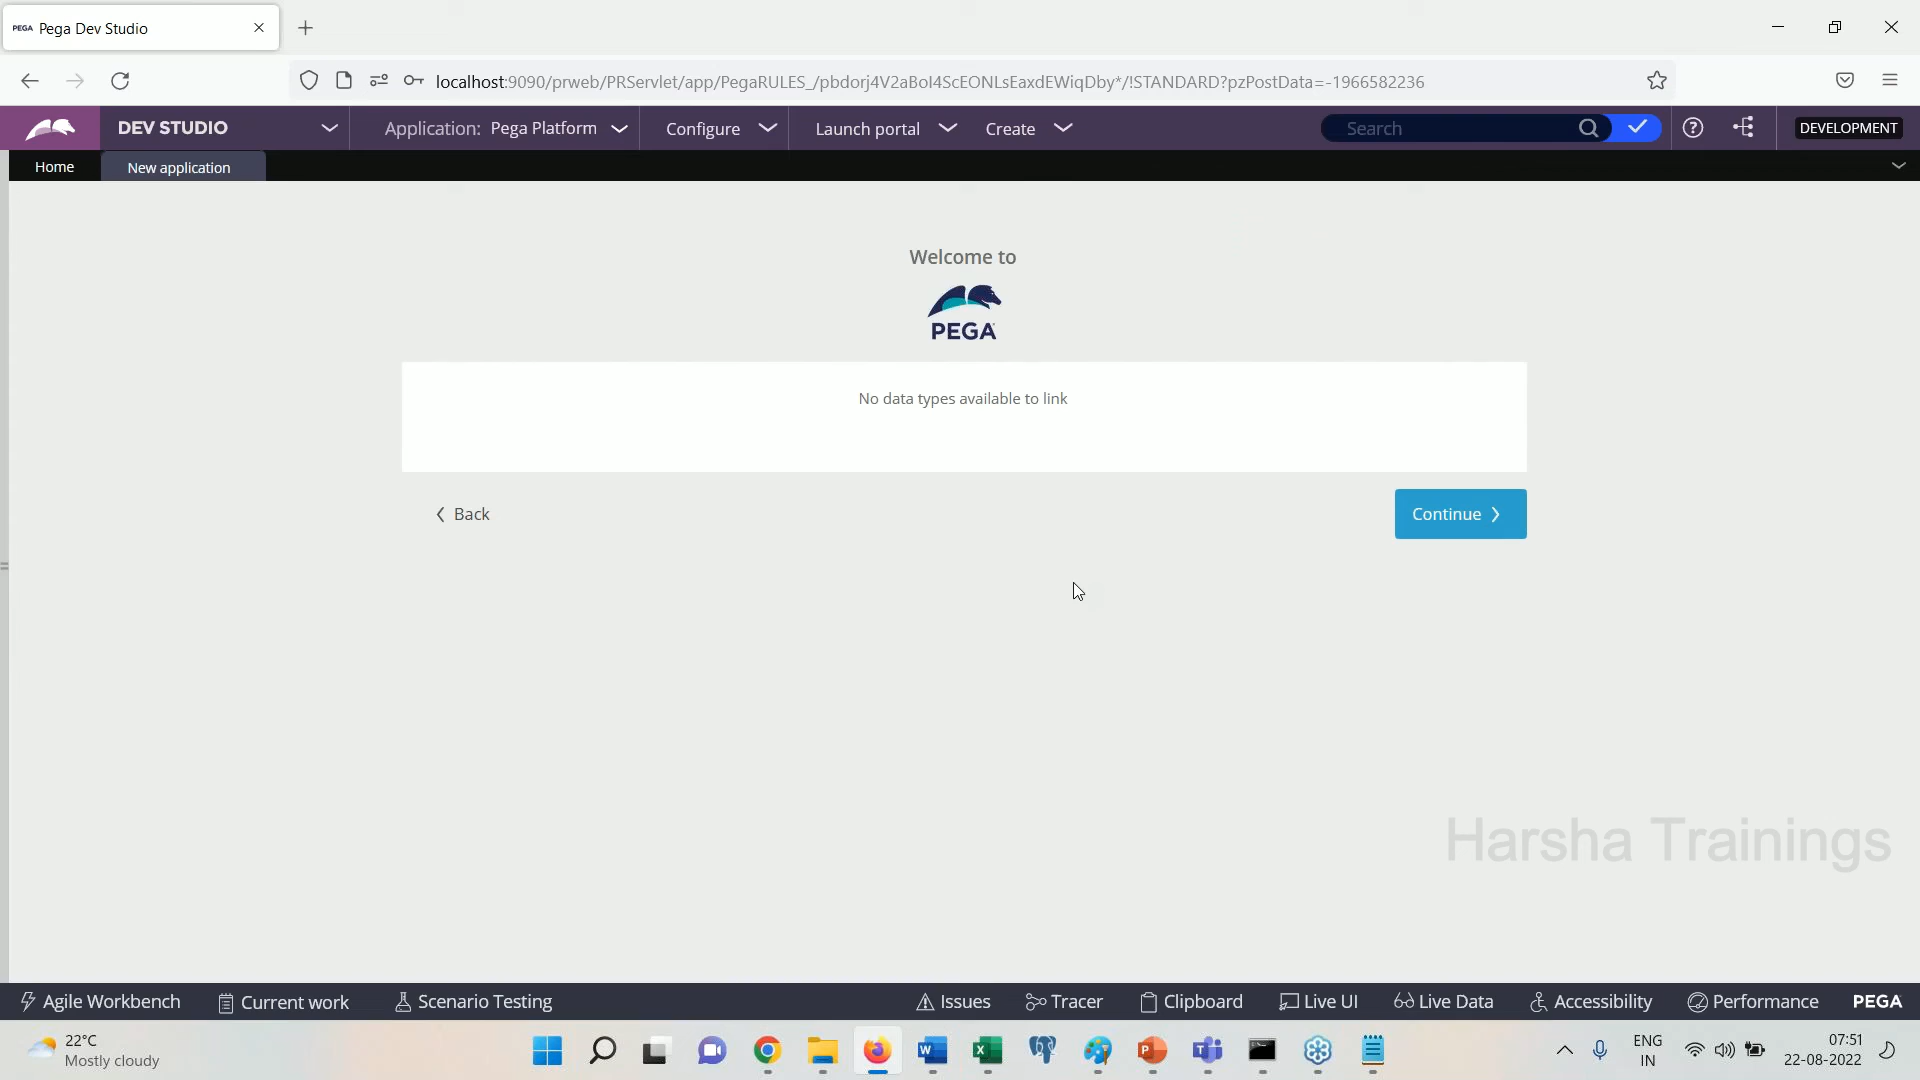 PEGA Pega Dev Studio
localhost:9090/prweb/PRServlet/app/PegaRULES_/pbdorj4V2aBoI4ScEONLsEaxdEWiqDby*/!STANDARD?pzPostData=-1966582236
DEV STUDIO Application: Pega Platform Configure Launch portal Create Search DEVELOPMENT
Home New application
Welcome to
PEGA
No data types available to link
Back Continue
Harsha Trainings
Agile Workbench Current work Scenario Testing Issues Tracer Clipboard Live UI Live Data Accessibility Performance PEGA
22°C
Mostly cloudy
ENG
IN
07:51
22-08-2022